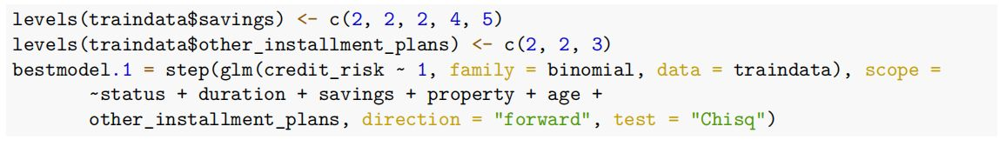 levels(traindata$savings) <- c(2, 2, 2, 4, 5)
levels(traindata$other_installment_plans) <- c(2, 2, 3)
bestmodel.1 = step(glm(credit_risk ~ 1, family = binomial, data = traindata), scope =
~status + duration + savings + property + age +
other_installment_plans, direction = "forward", test = "Chisq")